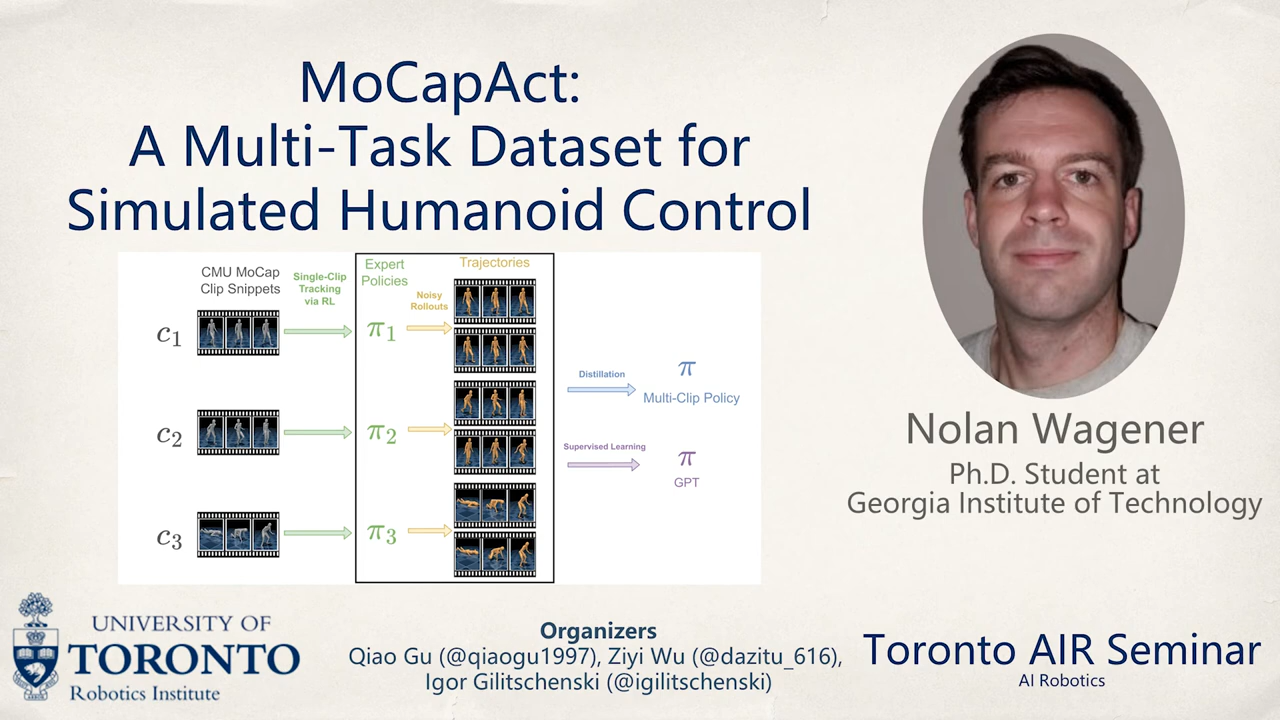 MoCapAct:
A Multi-Task Dataset for
Simulated Humanoid Control
CMU MoCap
Clip Snippets
Single-Clip
Tracking
via RL
Expert
Policies
Noisy
Rollouts
Trajectories
c1
π1
c2
π2
c3
π3
Distillation
π
Multi-Clip Policy
Supervised Learning
π
GPT
Nolan Wagener
Ph.D. Student at
Georgia Institute of Technology
UNIVERSITY OF
TORONTO
Robotics Institute
Organizers
Qiao Gu (@qiaogu1997), Ziyi Wu (@dazitu_616),
Igor Gilitschenski (@igilitschenski)
Toronto AIR Seminar
AI Robotics